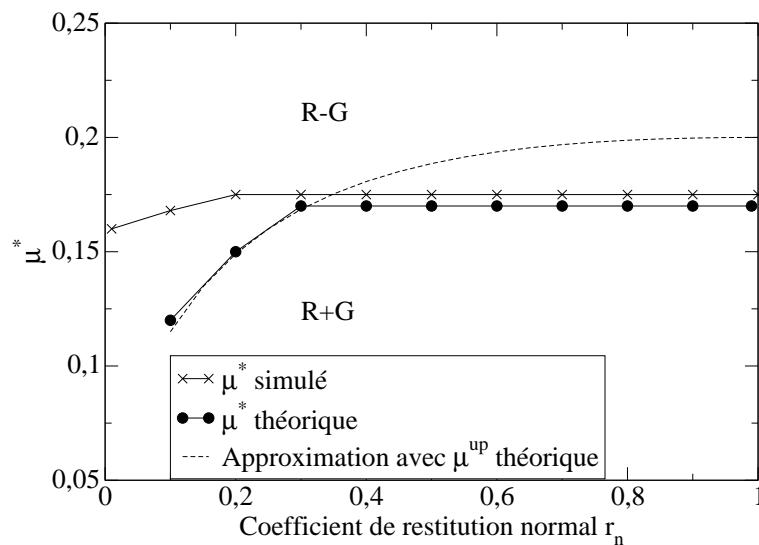 0,25
0,2
0,15
0,1
0,05
μ*
R-G
R+G
μ* simulé
μ* théorique
Approximation avec μ^up théorique
0 0,2 0,4 0,6 0,8 1
Coefficient de restitution normal r_n